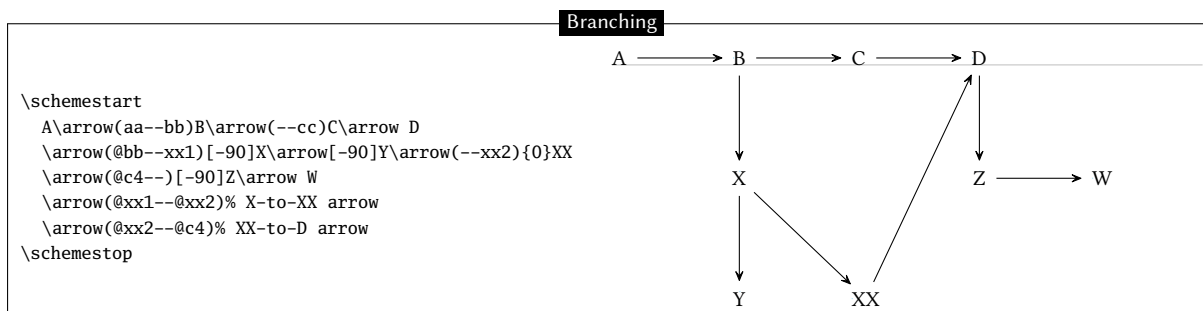 Branching
\schemestart
A\arrow(aa--bb)B\arrow(--cc)C\arrow D
\arrow(@bb--xx1)[-90]X\arrow[-90]Y\arrow(--xx2){0}XX
\arrow(@c4--)[-90]Z\arrow W
\arrow(@xx1--@xx2)% X-to-XX arrow
\arrow(@xx2--@c4)% XX-to-D arrow
\schemestop
A B C D
X Z W
Y XX